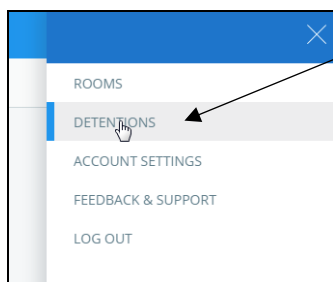 ROOMS
DETENTIONS
ACCOUNT SETTINGS
FEEDBACK & SUPPORT
LOG OUT